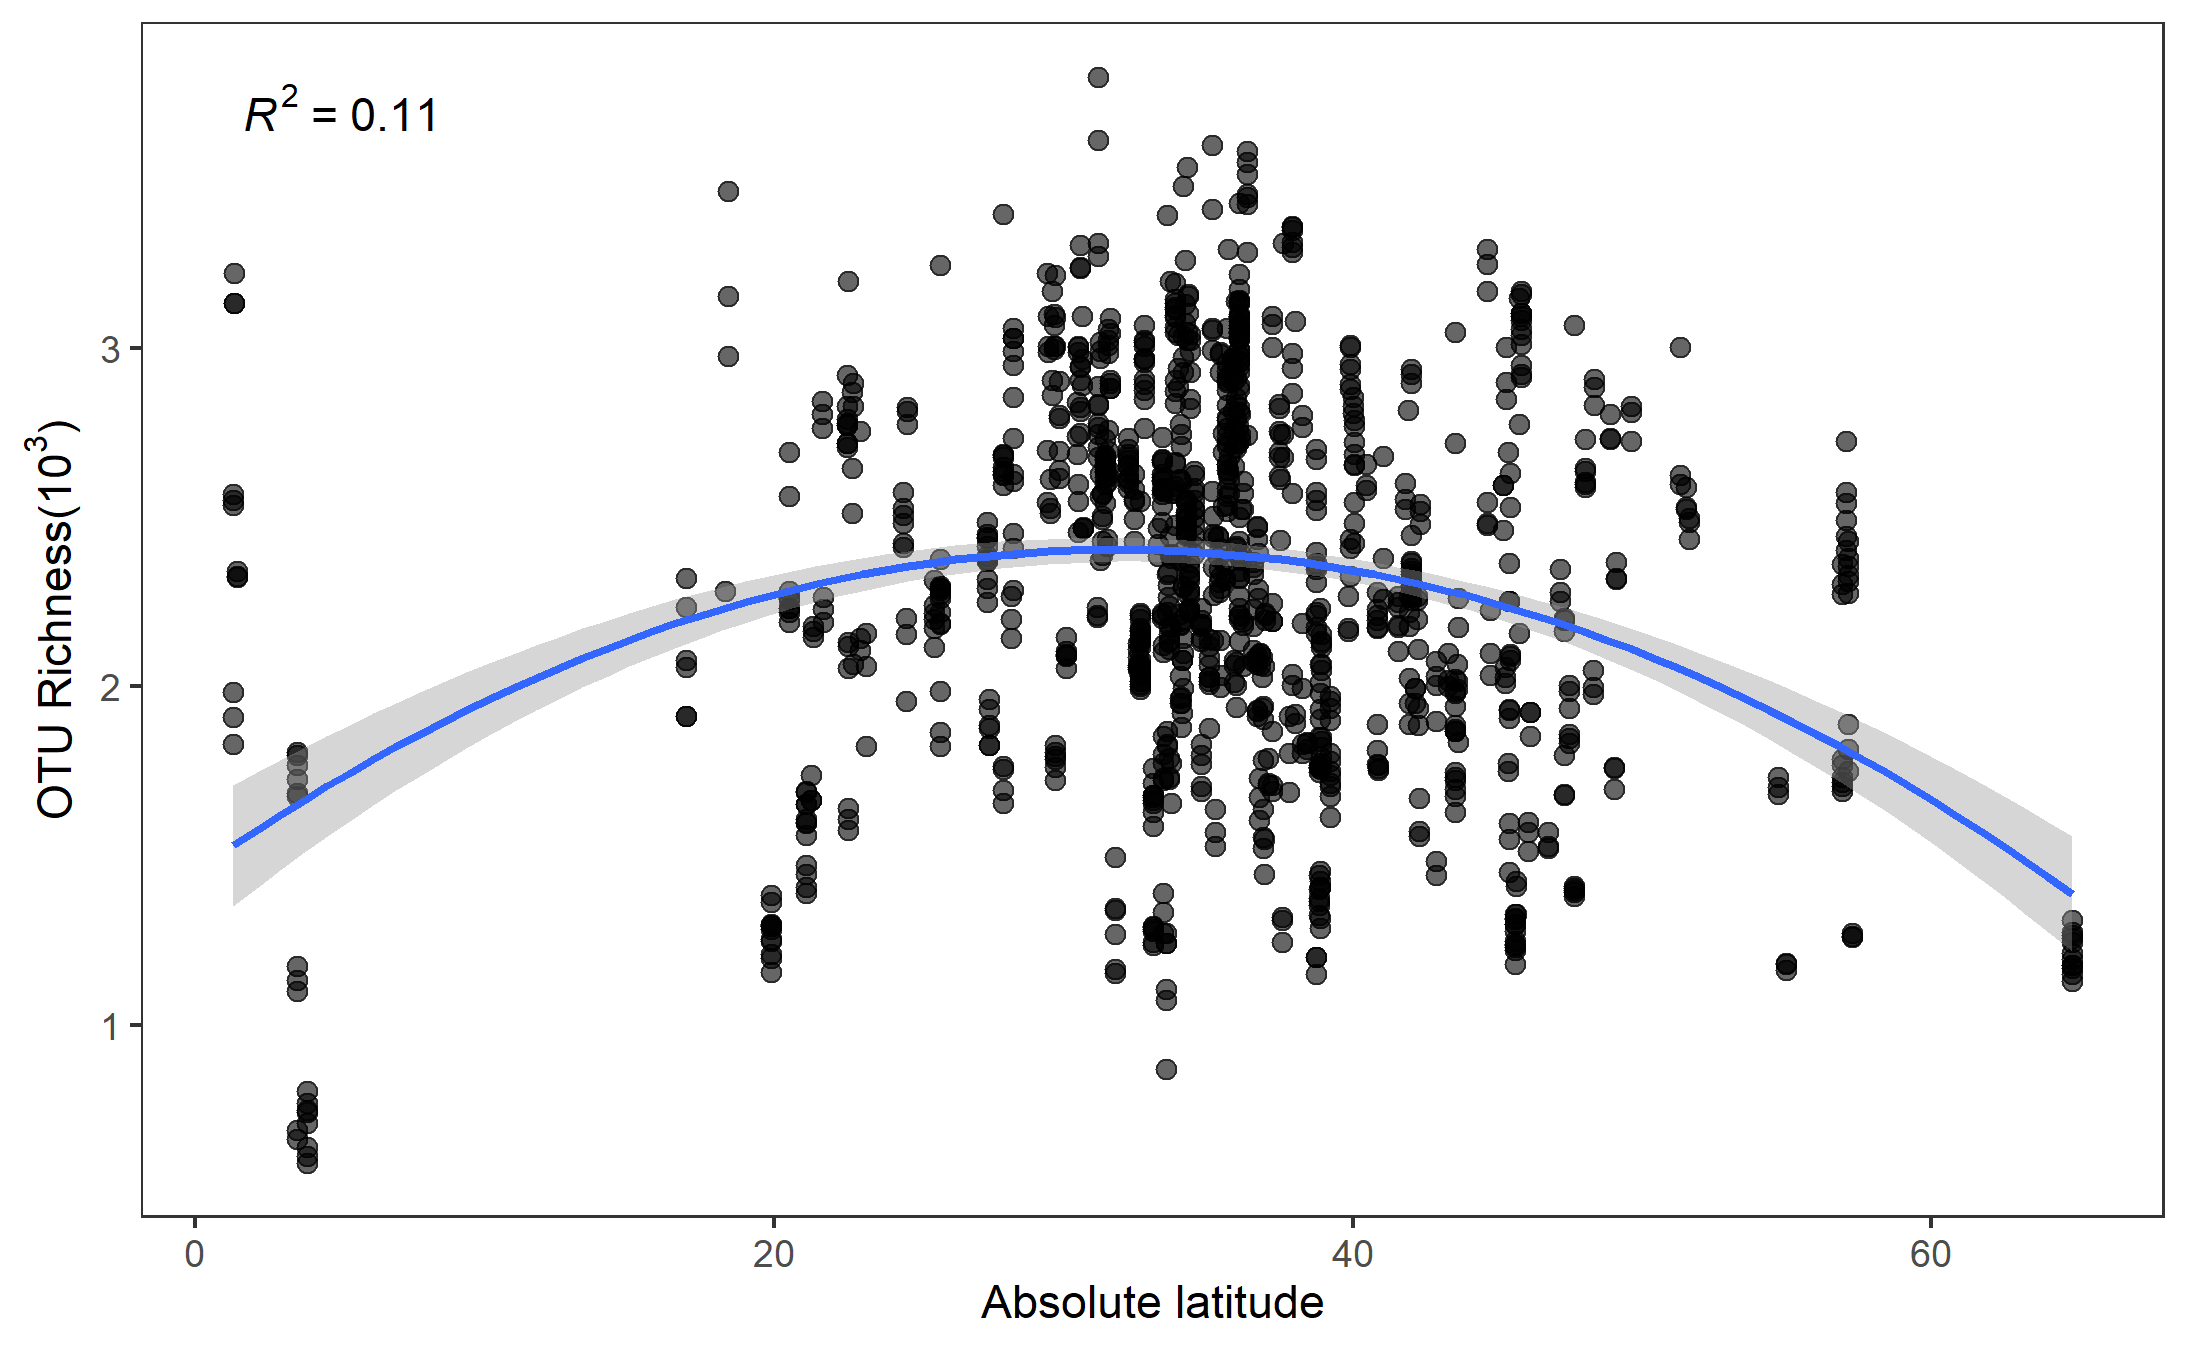 R² = 0.11
OTU Richness(10³)
3
2
1
0 20 40 60
Absolute latitude